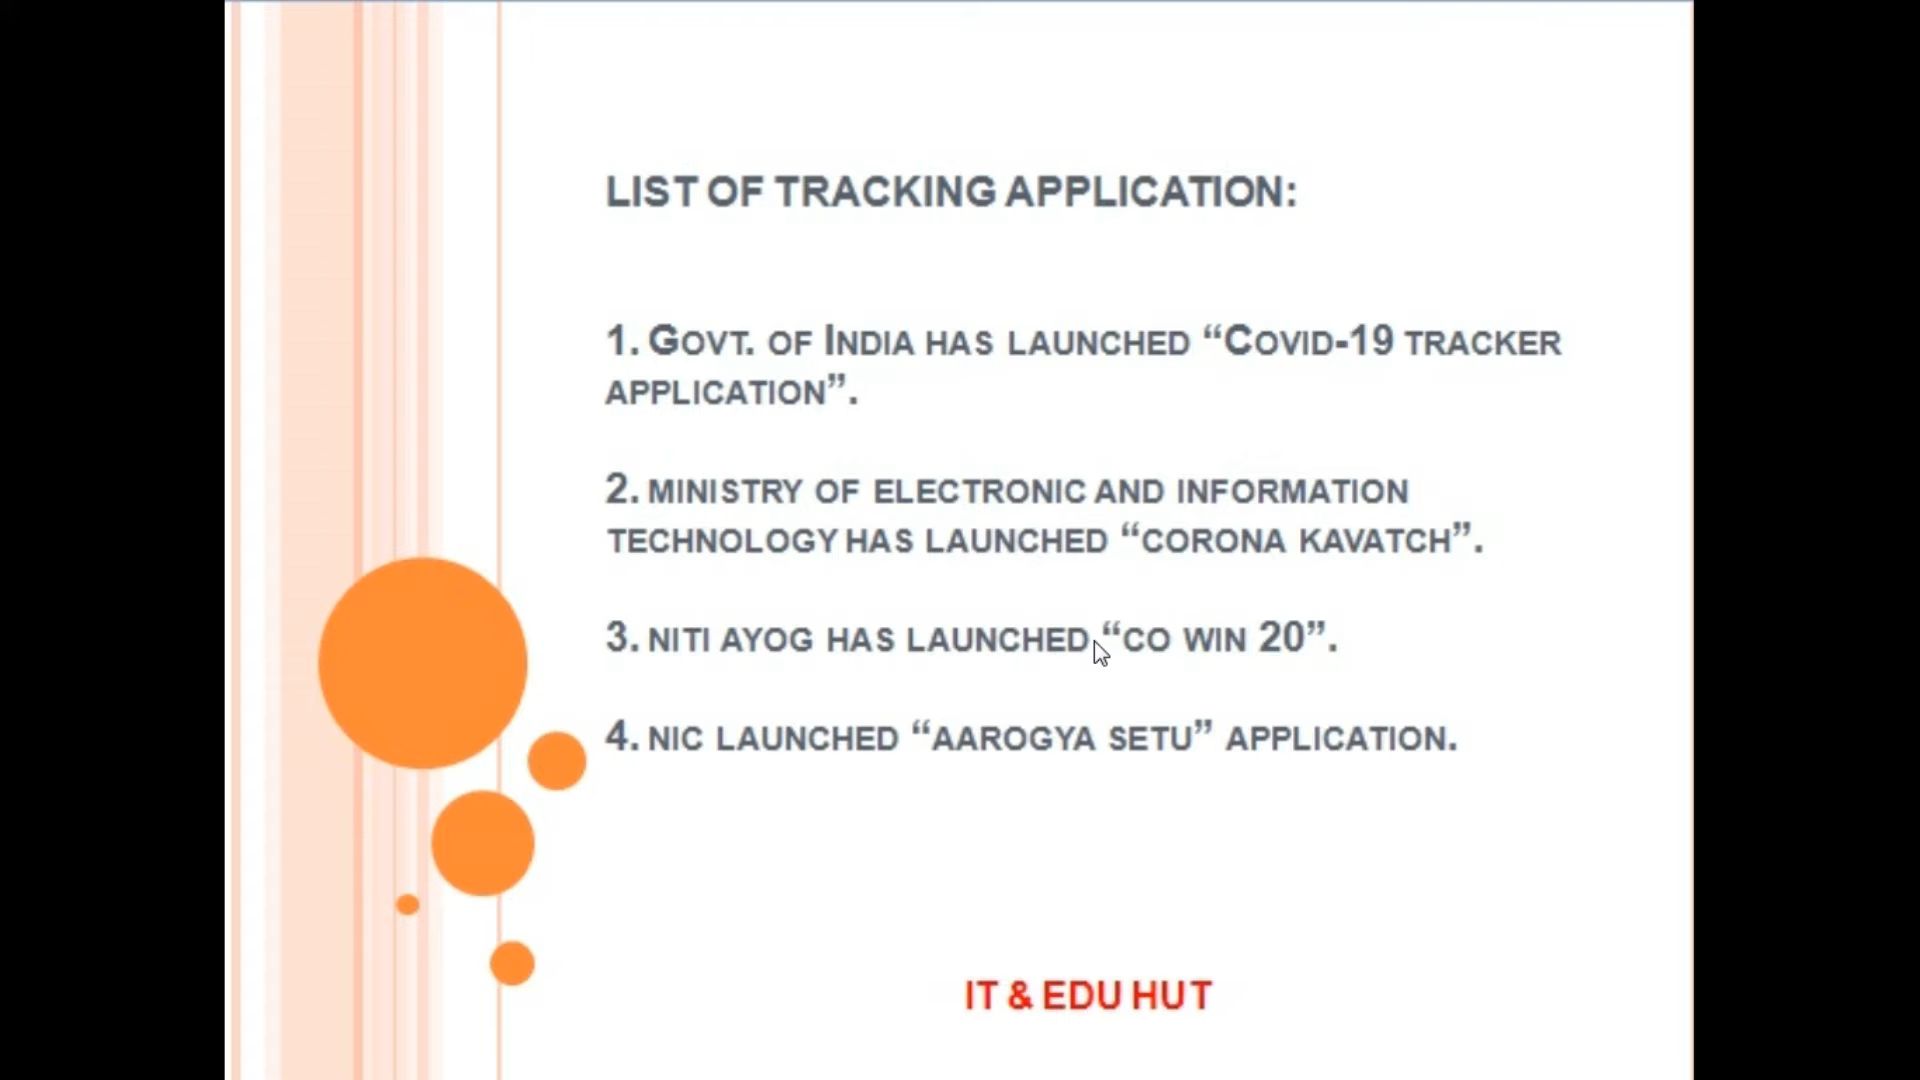 LIST OF TRACKING APPLICATION:
1. GOVT. OF INDIA HAS LAUNCHED “COVID-19 TRACKER
APPLICATION”.
2. MINISTRY OF ELECTRONIC AND INFORMATION
TECHNOLOGY HAS LAUNCHED “CORONA KAVATCH”.
3. NITI AYOG HAS LAUNCHED “CO WIN 20”.
4. NIC LAUNCHED “AAROGYA SETU” APPLICATION.
IT & EDU HUT